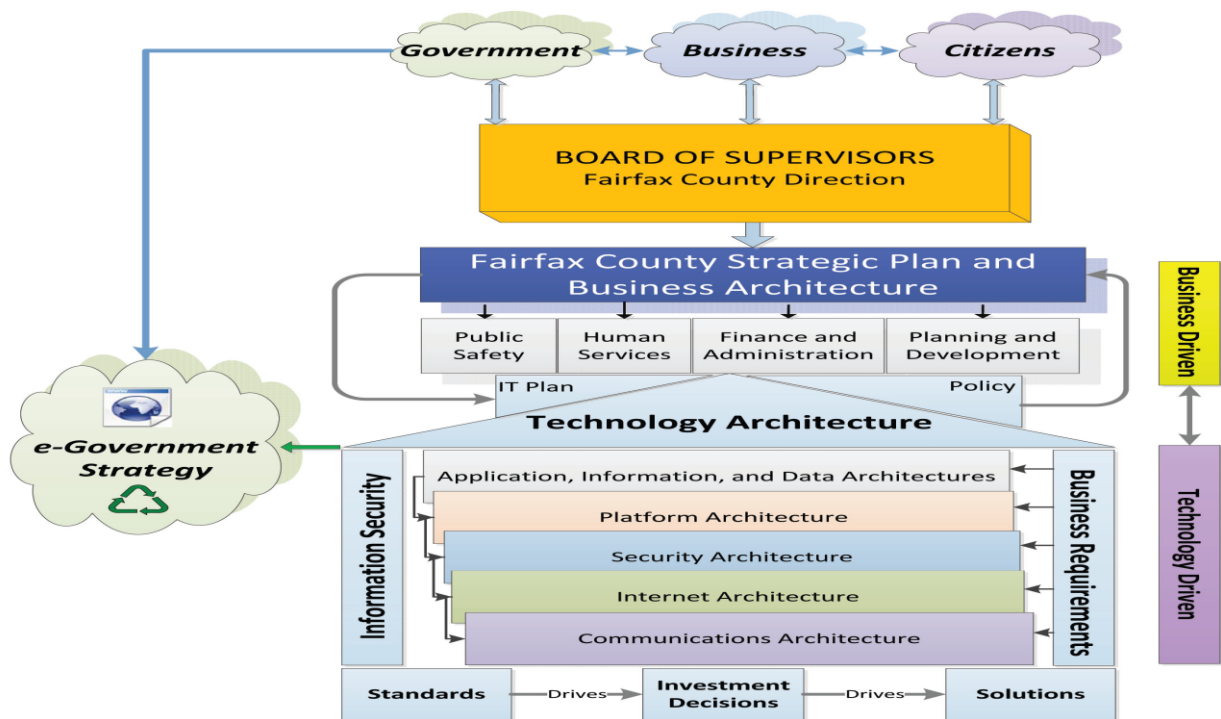 Government
Business
Citizens
BOARD OF SUPERVISORS
Fairfax County Direction
Fairfax County Strategic Plan and
Business Architecture
Public
Safety
Human
Services
Finance and
Administration
Planning and
Development
IT Plan
Policy
Technology Architecture
e-Government
Strategy
Information Security
Application, Information, and Data Architectures
Platform Architecture
Security Architecture
Internet Architecture
Communications Architecture
Business Requirements
Business Driven
Technology Driven
Standards
Drives
Investment
Decisions
Drives
Solutions